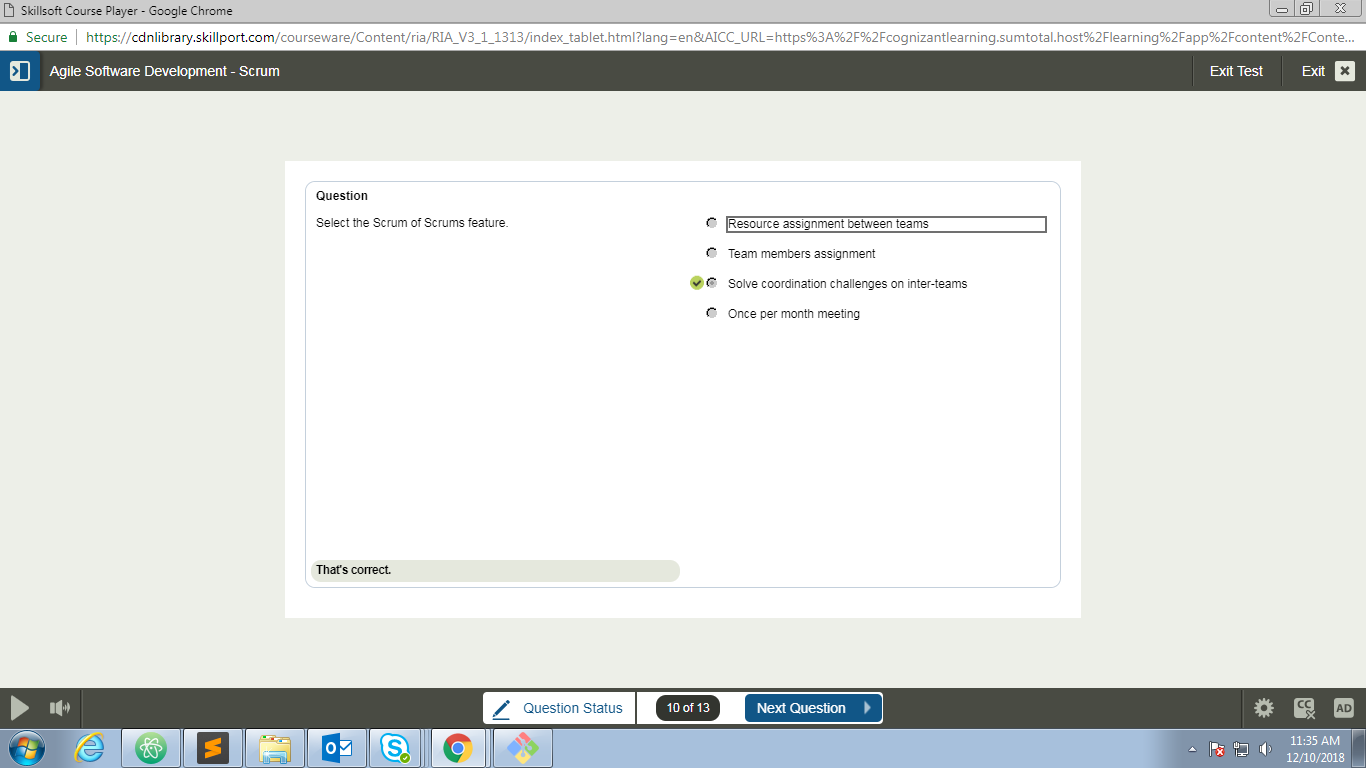 Skillsoft Course Player - Google Chrome
Secure https://cdnlibrary.skillport.com/courseware/Content/ria/RIA_V3_1_1313/index_tablet.html?lang=en&AICC_URL=https%3A%2F%2Fcognizantlearning.sumtotal.host%2Flearning%2Fapp%2Fcontent%2FConte...
Agile Software Development - Scrum Exit Test Exit
Question
Select the Scrum of Scrums feature.
Resource assignment between teams
Team members assignment
Solve coordination challenges on inter-teams
Once per month meeting
That's correct.
Question Status 10 of 13 Next Question CC AD
11:35 AM
12/10/2018